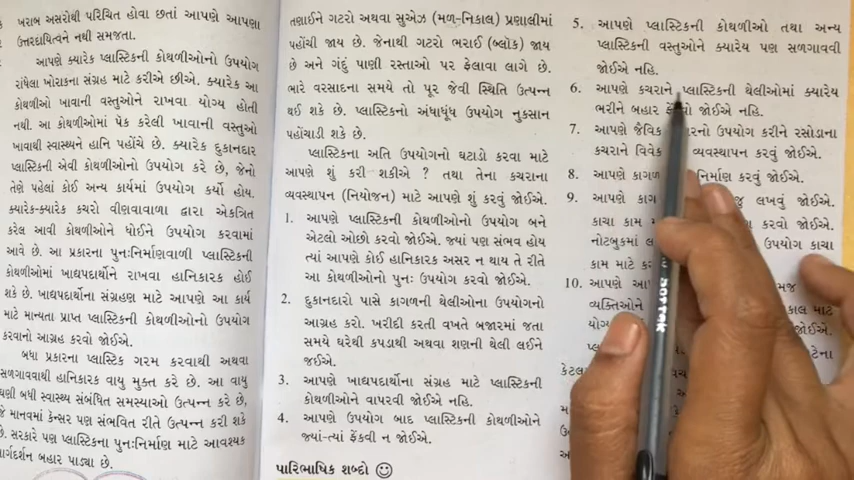 ખરાબ અસરોથી પરિચિત હોવા છતાં આપણે આપણા
ઉત્તરદાયિત્વને નથી સમજતા.
આપણે ક્યારેક પ્લાસ્ટિકની કોથળીઓનો ઉપયોગ
રાંધેલા ખોરાકના સંગ્રહ માટે કરીએ છીએ. ક્યારેક આ
કોથળીઓ ખાવાની વસ્તુઓને રાખવા યોગ્ય હોતી
નથી. આ કોથળીઓમાં પેક કરેલી ખાવાની વસ્તુઓ
ખાવાથી સ્વાસ્થ્યને હાનિ પહોંચે છે. ક્યારેક દુકાનદાર
પ્લાસ્ટિકની એવી કોથળીઓનો ઉપયોગ કરે છે, જેનો
તેણે પહેલાં કોઈ અન્ય કાર્યમાં ઉપયોગ કર્યો હોય.
ક્યારેક-ક્યારેક કચરો વીણવાવાળા દ્વારા એકત્રિત
કરેલ આવી કોથળીઓને ધોઈને ઉપયોગ કરવામાં
આવે છે. આ પ્રકારના પુનઃનિર્માણવાળી પ્લાસ્ટિકની
કોથળીઓમાં ખાદ્યપદાર્થોને રાખવા હાનિકારક હોઈ
શકે છે. ખાદ્યપદાર્થોના સંગ્રહણ માટે આપણે આ કાર્ય
માટે માન્યતા પ્રાપ્ત પ્લાસ્ટિકની કોથળીઓનો ઉપયોગ
કરવાનો આગ્રહ કરવો જોઈએ.
બધા પ્રકારના પ્લાસ્ટિક ગરમ કરવાથી અથવા
સળગાવવાથી હાનિકારક વાયુ મુક્ત કરે છે. આ વાયુ
ઘણી બધી સ્વાસ્થ્ય સંબંધિત સમસ્યાઓ ઉત્પન્ન કરે છે,
જે માનવમાં કેન્સર પણ સંભવિત રીતે ઉત્પન્ન કરી શકે
છે. સરકારે પણ પ્લાસ્ટિકના પુનઃનિર્માણ માટે આવશ્યક
માર્ગદર્શન બહાર પાડ્યા છે.
તણાઈને ગટરો અથવા સુએઝ (મળ-નિકાલ) પ્રણાલીમાં
પહોંચી જાય છે. જેનાથી ગટરો ભરાઈ (બ્લૉક) જાય
છે અને ગંદું પાણી રસ્તાઓ પર ફેલાવા લાગે છે.
ભારે વરસાદના સમયે તો પૂર જેવી સ્થિતિ ઉત્પન્ન
થઈ શકે છે. પ્લાસ્ટિકનો અંધાધૂંધ ઉપયોગ નુકસાન
પહોંચાડી શકે છે.
પ્લાસ્ટિકના અતિ ઉપયોગનો ઘટાડો કરવા માટે
આપણે શું કરી શકીએ ? તથા તેના કચરાના
વ્યવસ્થાપન (નિયોજન) માટે આપણે શું કરવું જોઈએ.
1. આપણે પ્લાસ્ટિકની કોથળીઓનો ઉપયોગ બને
એટલો ઓછો કરવો જોઈએ. જ્યાં પણ સંભવ હોય
ત્યાં આપણે કોઈ હાનિકારક અસર ન થાય તે રીતે
આ કોથળીઓનો પુનઃ ઉપયોગ કરવો જોઈએ.
2. દુકાનદારો પાસે કાગળની થેલીઓના ઉપયોગનો
આગ્રહ કરો. ખરીદી કરતી વખતે બજારમાં જતા
સમયે ઘરેથી કપડાથી અથવા શણની થેલી લઈને
જઈએ.
3. આપણે ખાદ્યપદાર્થોના સંગ્રહ માટે પ્લાસ્ટિકની
કોથળીઓને વાપરવી જોઈએ નહિ.
4. આપણે ઉપયોગ બાદ પ્લાસ્ટિકની કોથળીઓને
જ્યાં-ત્યાં ફેંકવી ન જોઈએ.
પારિભાષિક શબ્દો
5. આપણે પ્લાસ્ટિકની કોથળીઓ તથા અન્ય
પ્લાસ્ટિકની વસ્તુઓને ક્યારેય પણ સળગાવવી
જોઈએ નહિ.
6. આપણે કચરાને પ્લાસ્ટિકની થેલીઓમાં ક્યારેય
ભરીને બહાર જોઈએ નહિ.
7. આપણે જૈવિક ઉપયોગ કરીને રસોડાના
કચરાને વ્યવસ્થાપન કરવું જોઈએ.
8. આપણે કાગળ નિર્માણ કરવું જોઈએ.
9. આપણે લખવું જોઈએ.
કાચા કામ કરવો જોઈએ.
નોટબુકમાં ઉપયોગ કાચા
કામ માટે
10. આપણે
વ્યક્તિઓને માટે
જોઈએ.